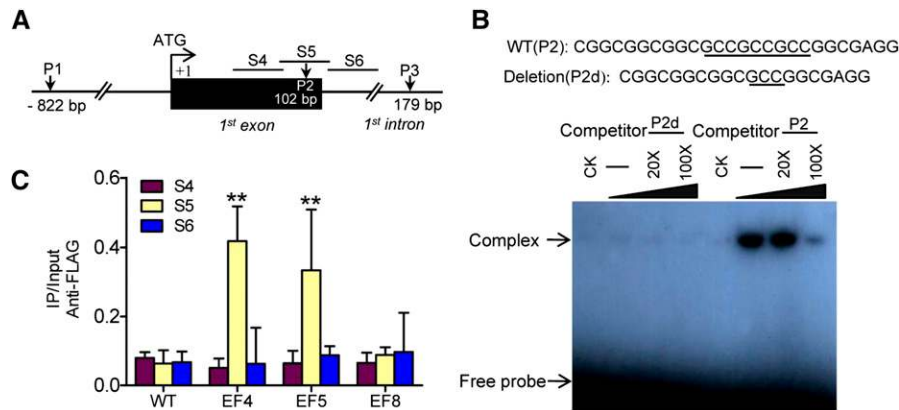 A
ATG
+1
P1
- 822 bp
S4
S5
S6
P2
102 bp
P3
179 bp
1st exon
1st intron
B
WT(P2): CGGCGGCGGCGCCGCCGCCGGCGAGG
Deletion(P2d): CGGCGGCGGCGCCGGCGAGG
Competitor P2d Competitor P2
CK — 20X 100X CK — 20X 100X
Complex
Free probe
C
S4
S5
S6
IP/Input
Anti-FLAG
0.6
0.4
0.2
0.0
** **
WT EF4 EF5 EF8